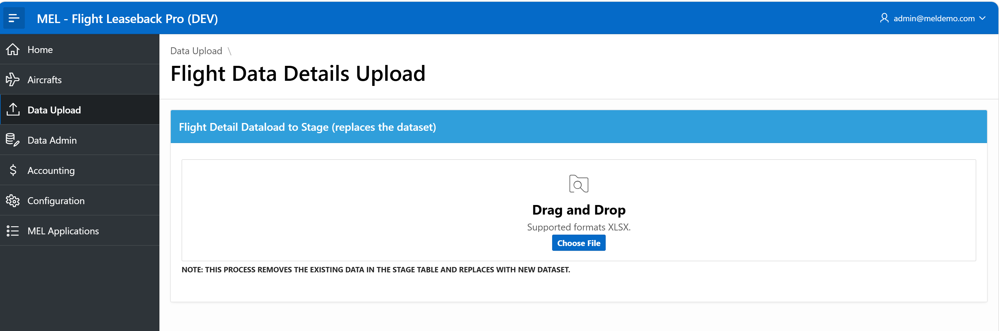 MEL - Flight Leaseback Pro (DEV)
admin@meldemo.com
Home
Aircrafts
Data Upload
Data Admin
Accounting
Configuration
MEL Applications
Data Upload \
Flight Data Details Upload
Flight Detail Dataload to Stage (replaces the dataset)
Drag and Drop
Supported formats XLSX.
Choose File
NOTE: THIS PROCESS REMOVES THE EXISTING DATA IN THE STAGE TABLE AND REPLACES WITH NEW DATASET.